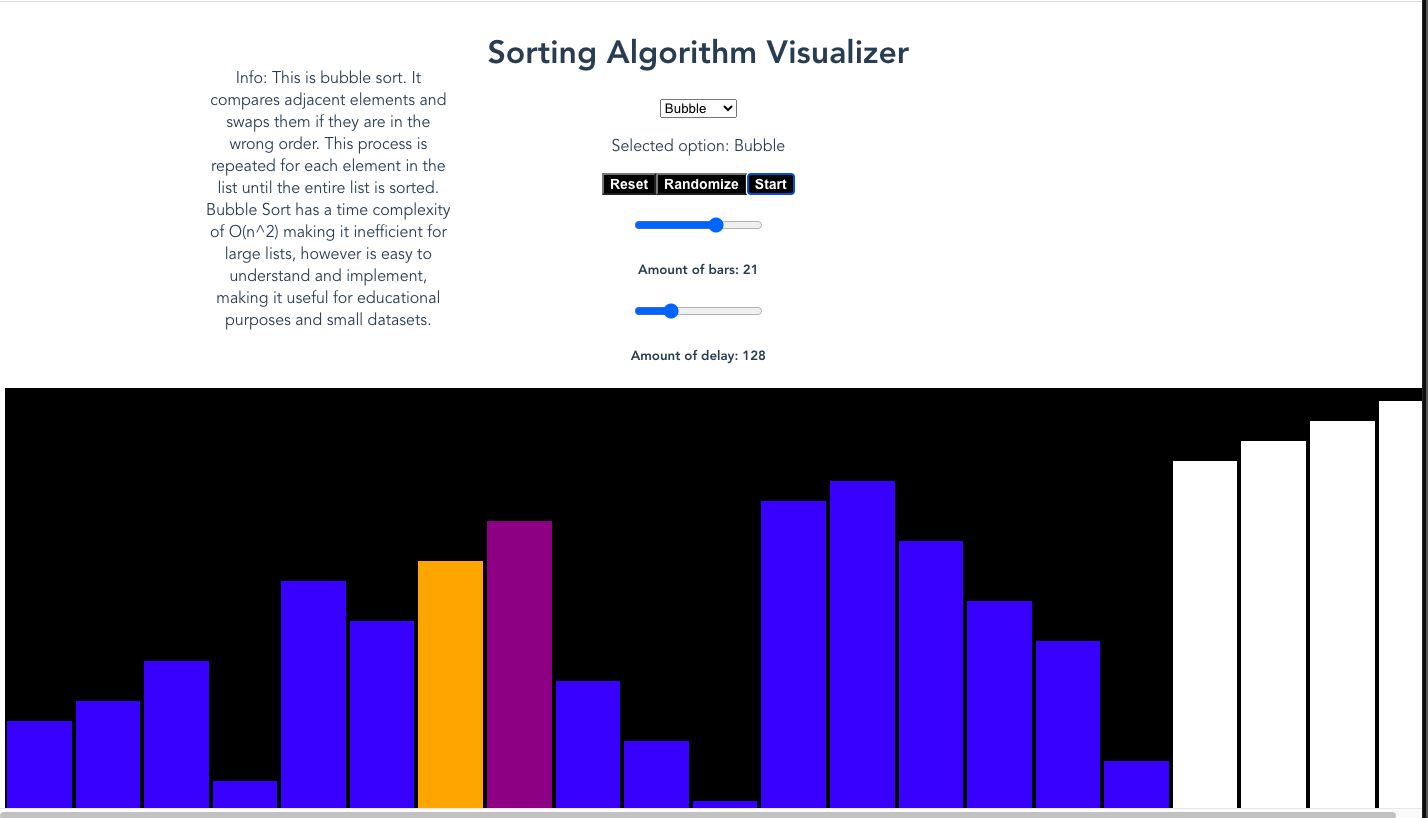 Sorting Algorithm Visualizer
Info: This is bubble sort. It
compares adjacent elements and
swaps them if they are in the
wrong order. This process is
repeated for each element in the
list until the entire list is sorted.
Bubble Sort has a time complexity
of O(n^2) making it inefficient for
large lists, however is easy to
understand and implement,
making it useful for educational
purposes and small datasets.
Bubble
Selected option: Bubble
Reset Randomize Start
Amount of bars: 21
Amount of delay: 128